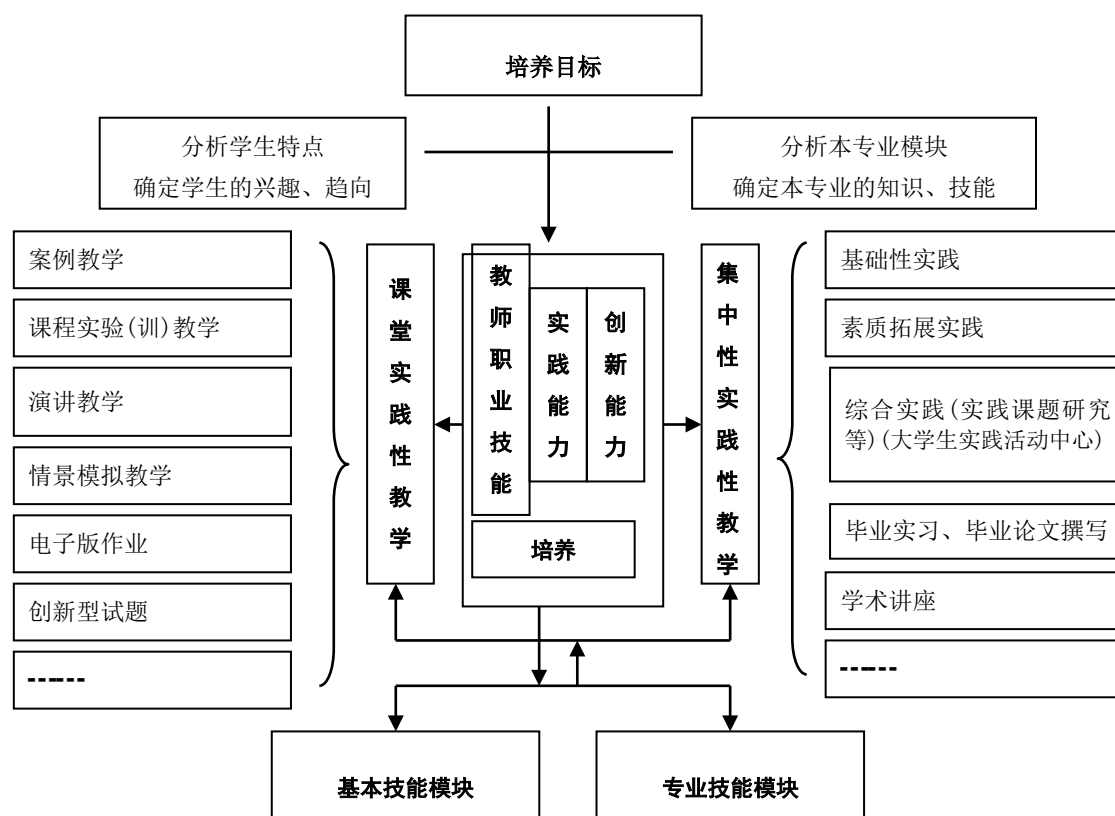 培养目标
分析学生特点
确定学生的兴趣、趋向
分析本专业模块
确定本专业的知识、技能
案例教学
课程实验(训)教学
演讲教学
情景模拟教学
电子版作业
创新型试题
------
课堂实践性教学
教师职业技能
实践能力
创新能力
培养
集中性实践性教学
基础性实践
素质拓展实践
综合实践(实践课题研究
等)(大学生实践活动中心)
毕业实习、毕业论文撰写
学术讲座
------
基本技能模块
专业技能模块